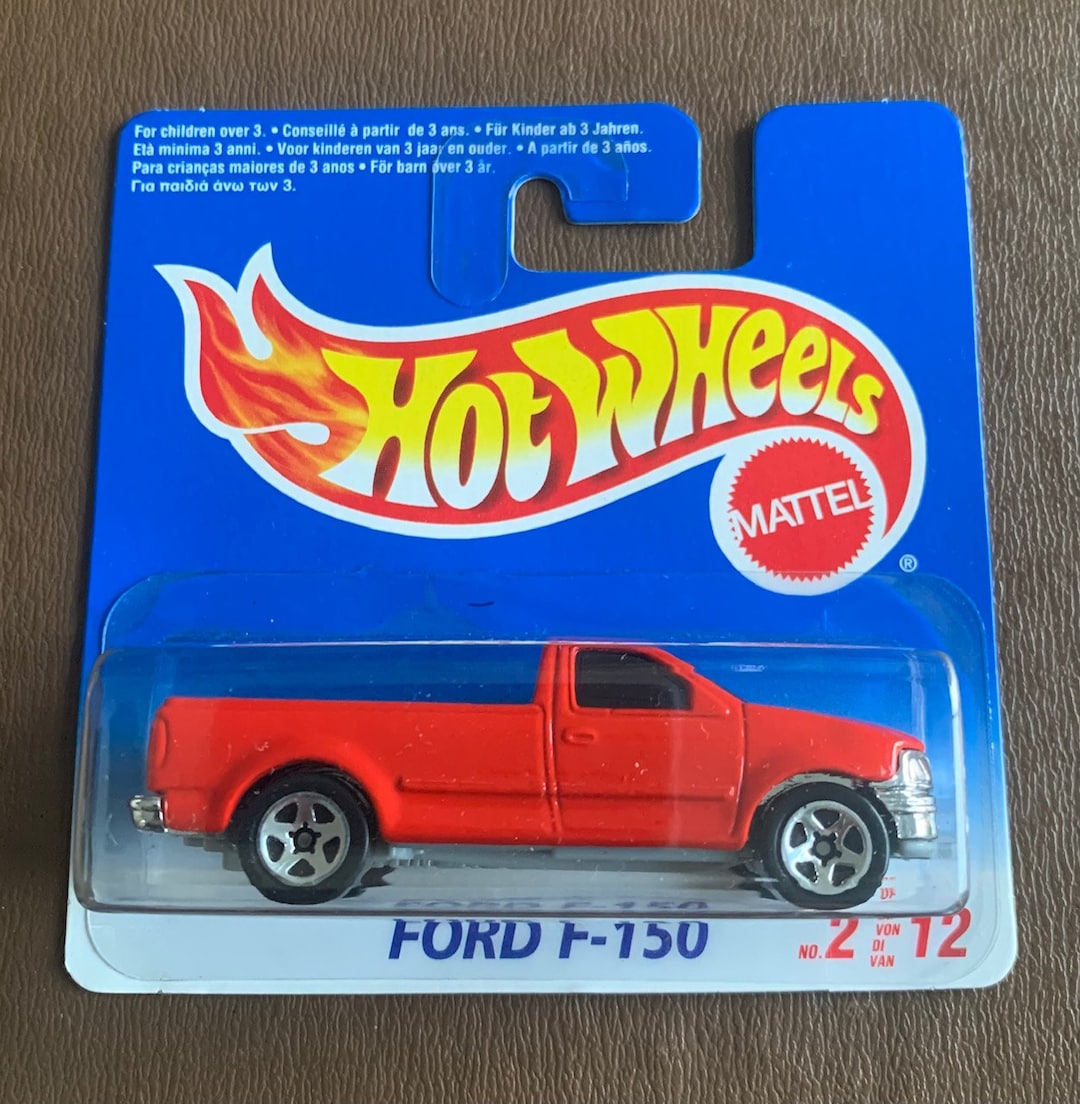 For children over 3. • Conseillé à partir de 3 ans. • Für Kinder ab 3 Jahren.
Età minima 3 anni. • Voor kinderen van 3 jaar en ouder. • A partir de 3 años.
Para crianças maiores de 3 anos • För barn över 3 år.
Για παιδιά άνω των 3.
HOT WHEELS
MATTEL
®
FORD F-150
NO. 2
VON
DI
VAN
12